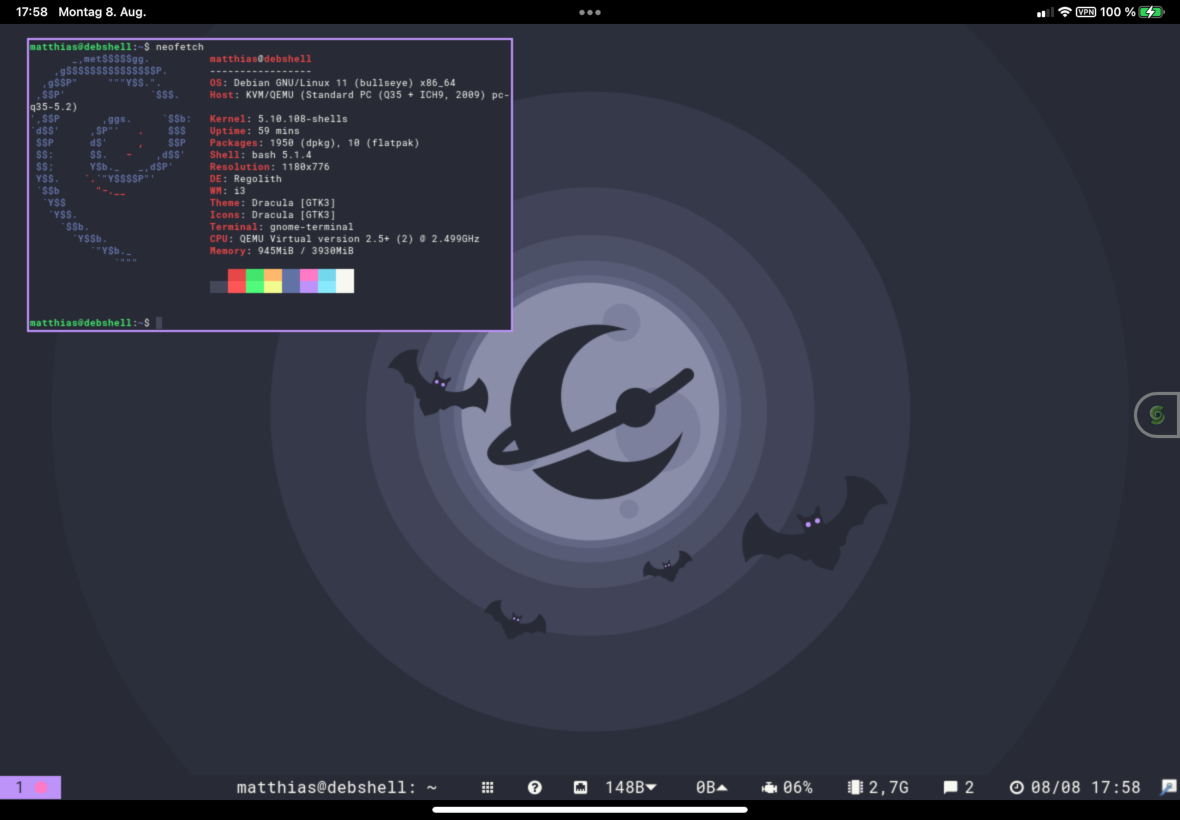 17:58 Montag 8. Aug.
VPN 100 %
matthias@debshell:~$ neofetch
matthias@debshell
-----------------
OS: Debian GNU/Linux 11 (bullseye) x86_64
Host: KVM/QEMU (Standard PC (Q35 + ICH9, 2009) pc-
q35-5.2)
Kernel: 5.10.108-shells
Uptime: 59 mins
Packages: 1950 (dpkg), 10 (flatpak)
Shell: bash 5.1.4
Resolution: 1180x776
DE: Regolith
WM: i3
Theme: Dracula [GTK3]
Icons: Dracula [GTK3]
Terminal: gnome-terminal
CPU: QEMU Virtual version 2.5+ (2) @ 2.499GHz
Memory: 945MiB / 3930MiB
matthias@debshell:~$
1 matthias@debshell: ~ 148B 0B 06% 2,7G 2 08/08 17:58